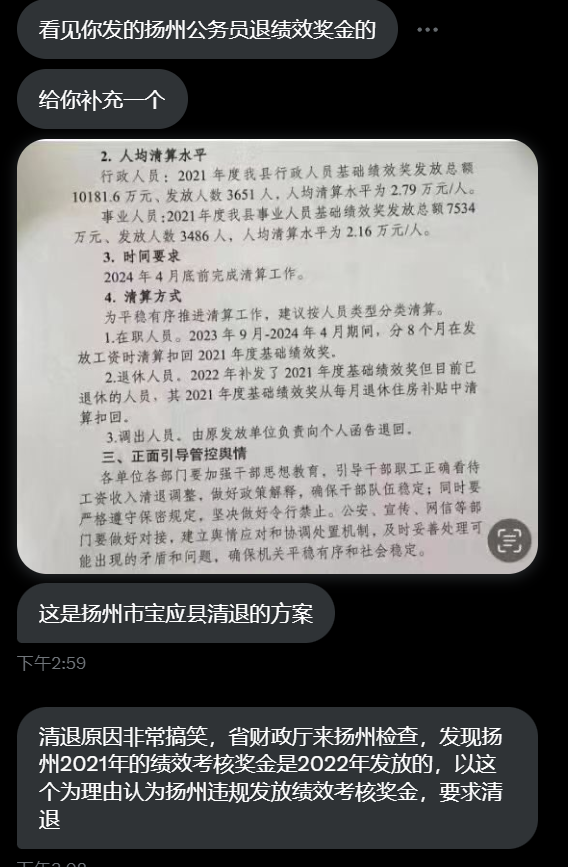 看见你发的扬州公务员退绩效奖金的
给你补充一个
2. 人均清算水平
行政人员：2021 年度我县行政人员基础绩效奖发放总额
10181.6 万元、发放人数 3651 人，人均清算水平为 2.79 万元/人。
事业人员:2021 年度我县事业人员基础绩效奖发放总额 7534
万元、发放人数 3486 人，人均清算水平为 2.16 万元/人。
3. 时间要求
2024 年 4 月底前完成清算工作。
4. 清算方式
为平稳有序推进清算工作，建议按人员类型分类清算。
1.在职人员。2023 年 9 月-2024 年 4 月期间，分 8 个月在发
放工资时清算扣回 2021 年度基础绩效奖。
2.退休人员。2022 年补发了 2021 年度基础绩效奖但目前已
退休的人员，其 2021 年度基础绩效奖从每月退休住房补贴中清
算扣回。
3.调出人员。由原发放单位负责向个人函告退回。
三、正面引导管控舆情
各单位各部门要加强干部思想教育，引导干部职工正确看待
工资收入清退调整，做好政策解释，确保干部队伍稳定；同时要
严格遵守保密规定，坚决做好令行禁止。公安、宣传、网信等部
门要做好对接，建立舆情应对和协调处置机制，及时妥善处理可
能出现的矛盾和问题，确保机关平稳有序和社会稳定。
这是扬州市宝应县清退的方案
下午2:59
清退原因非常搞笑，省财政厅来扬州检查，发现扬
州2021年的绩效考核奖金是2022年发放的，以这
个为理由认为扬州违规发放绩效考核奖金，要求清
退